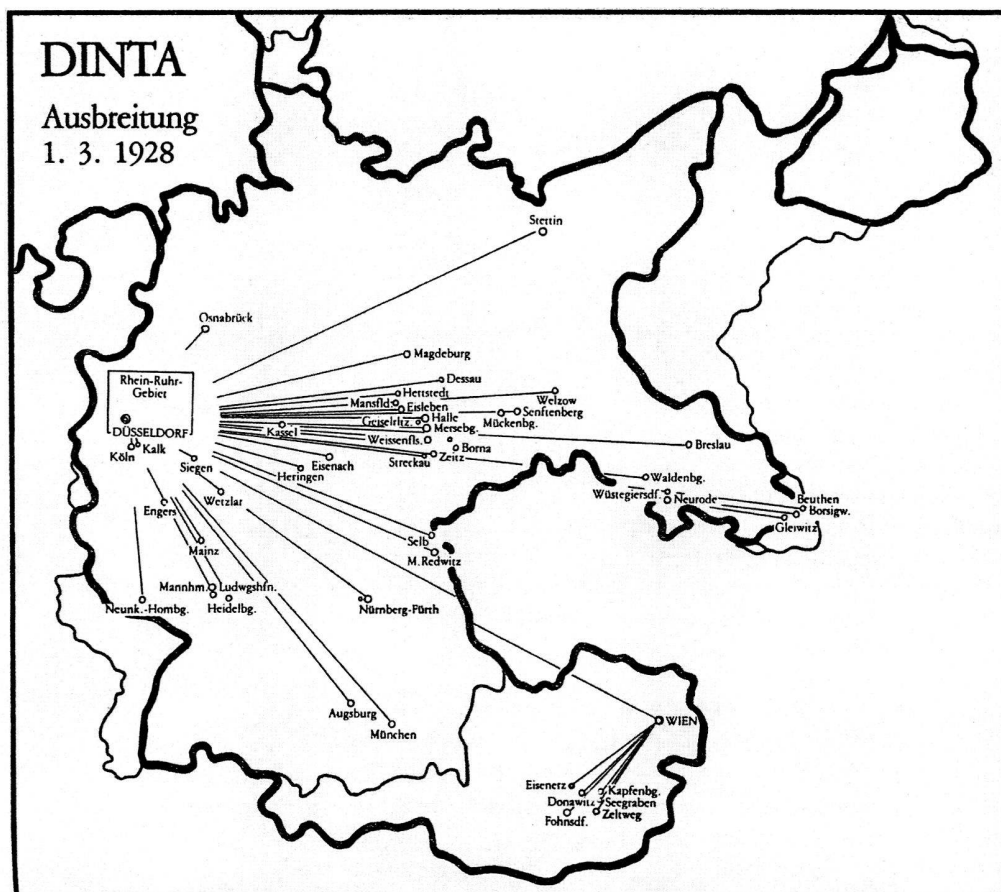 DINTA
Ausbreitung
1. 3. 1928
Stettin
Osnabrück
Magdeburg
Rhein-Ruhr-
Gebiet
Dessau
Hettstedt
Welzow
Mansfld.
Eisleben
Senftenberg
Mückenbg.
Geiselrltz.
Halle
Kassel
Mersebg.
DÜSSELDORF
Weissenfls.
Borna
Breslau
Köln
Kalk
Siegen
Eisenach
Streckau
Zeitz
Heringen
Waldenbg.
Wetzlar
Wüstegiersdf.
Neurode
Beuthen
Borsigw.
Engers
Gleiwitz
Selb
Mainz
M. Redwitz
Mannhm.
Ludwgshfn.
Neunk.-Hombg.
Heidelbg.
Nürnberg-Fürth
Augsburg
München
WIEN
Eisenerz
Kapfenbg.
Donawitz
Seegraben
Fohnsdf.
Zeltweg